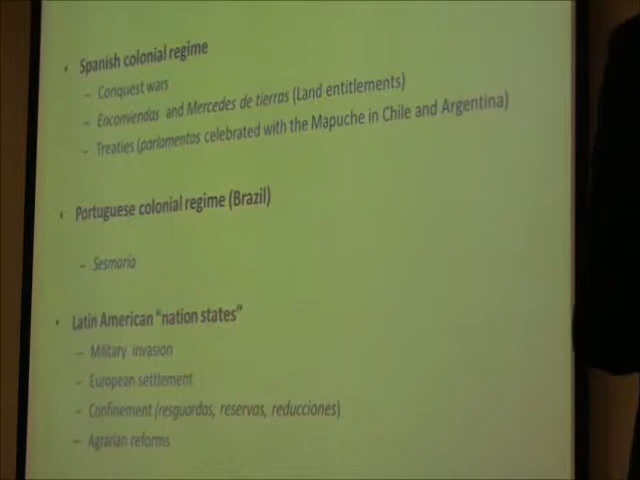 • Spanish colonial regime
– Conquest wars
– Encomiendas and Mercedes de tierras (Land entitlements)
– Treaties (parlamentos celebrated with the Mapuche in Chile and Argentina)
• Portuguese colonial regime (Brazil)
– Sesmaria
• Latin American "nation states"
– Military invasion
– European settlement
– Confinement (resguardos, reservas, reducciones)
– Agrarian reforms